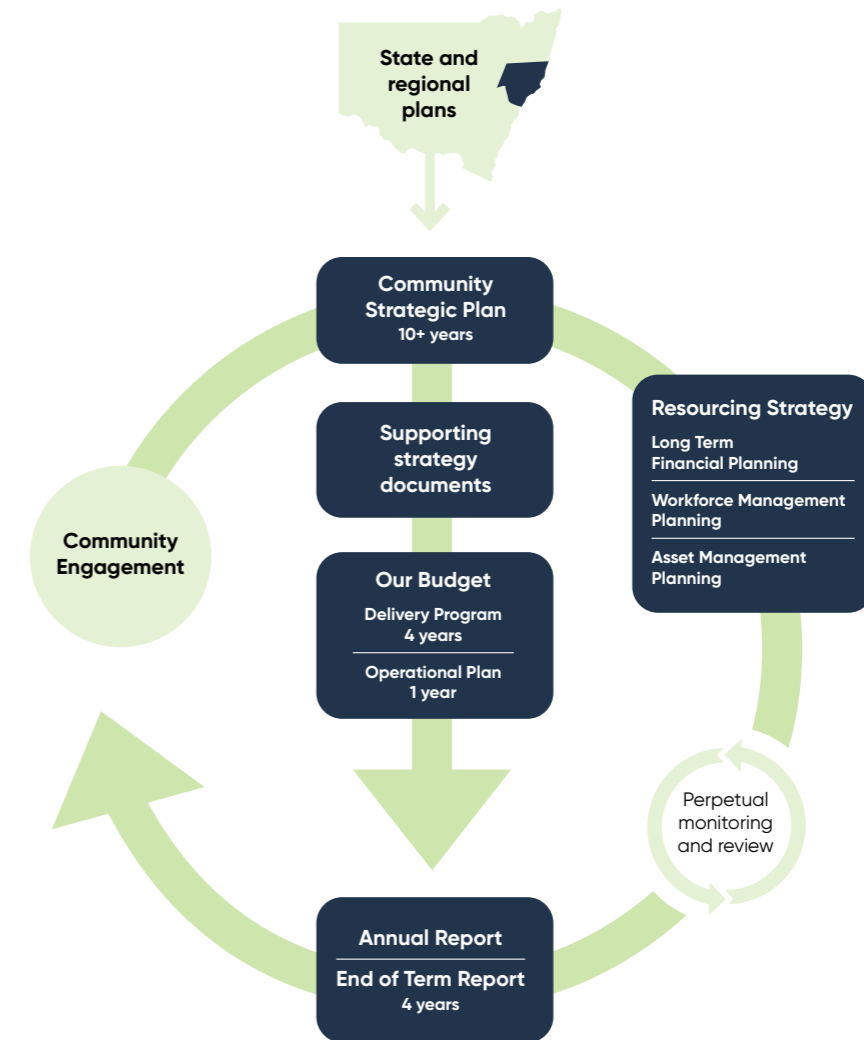 State and
regional
plans
Community
Strategic Plan
10+ years
Resourcing Strategy
Long Term
Financial Planning
Workforce Management
Planning
Asset Management
Planning
Supporting
strategy
documents
Community
Engagement
Our Budget
Delivery Program
4 years
Operational Plan
1 year
Perpetual
monitoring
and review
Annual Report
End of Term Report
4 years